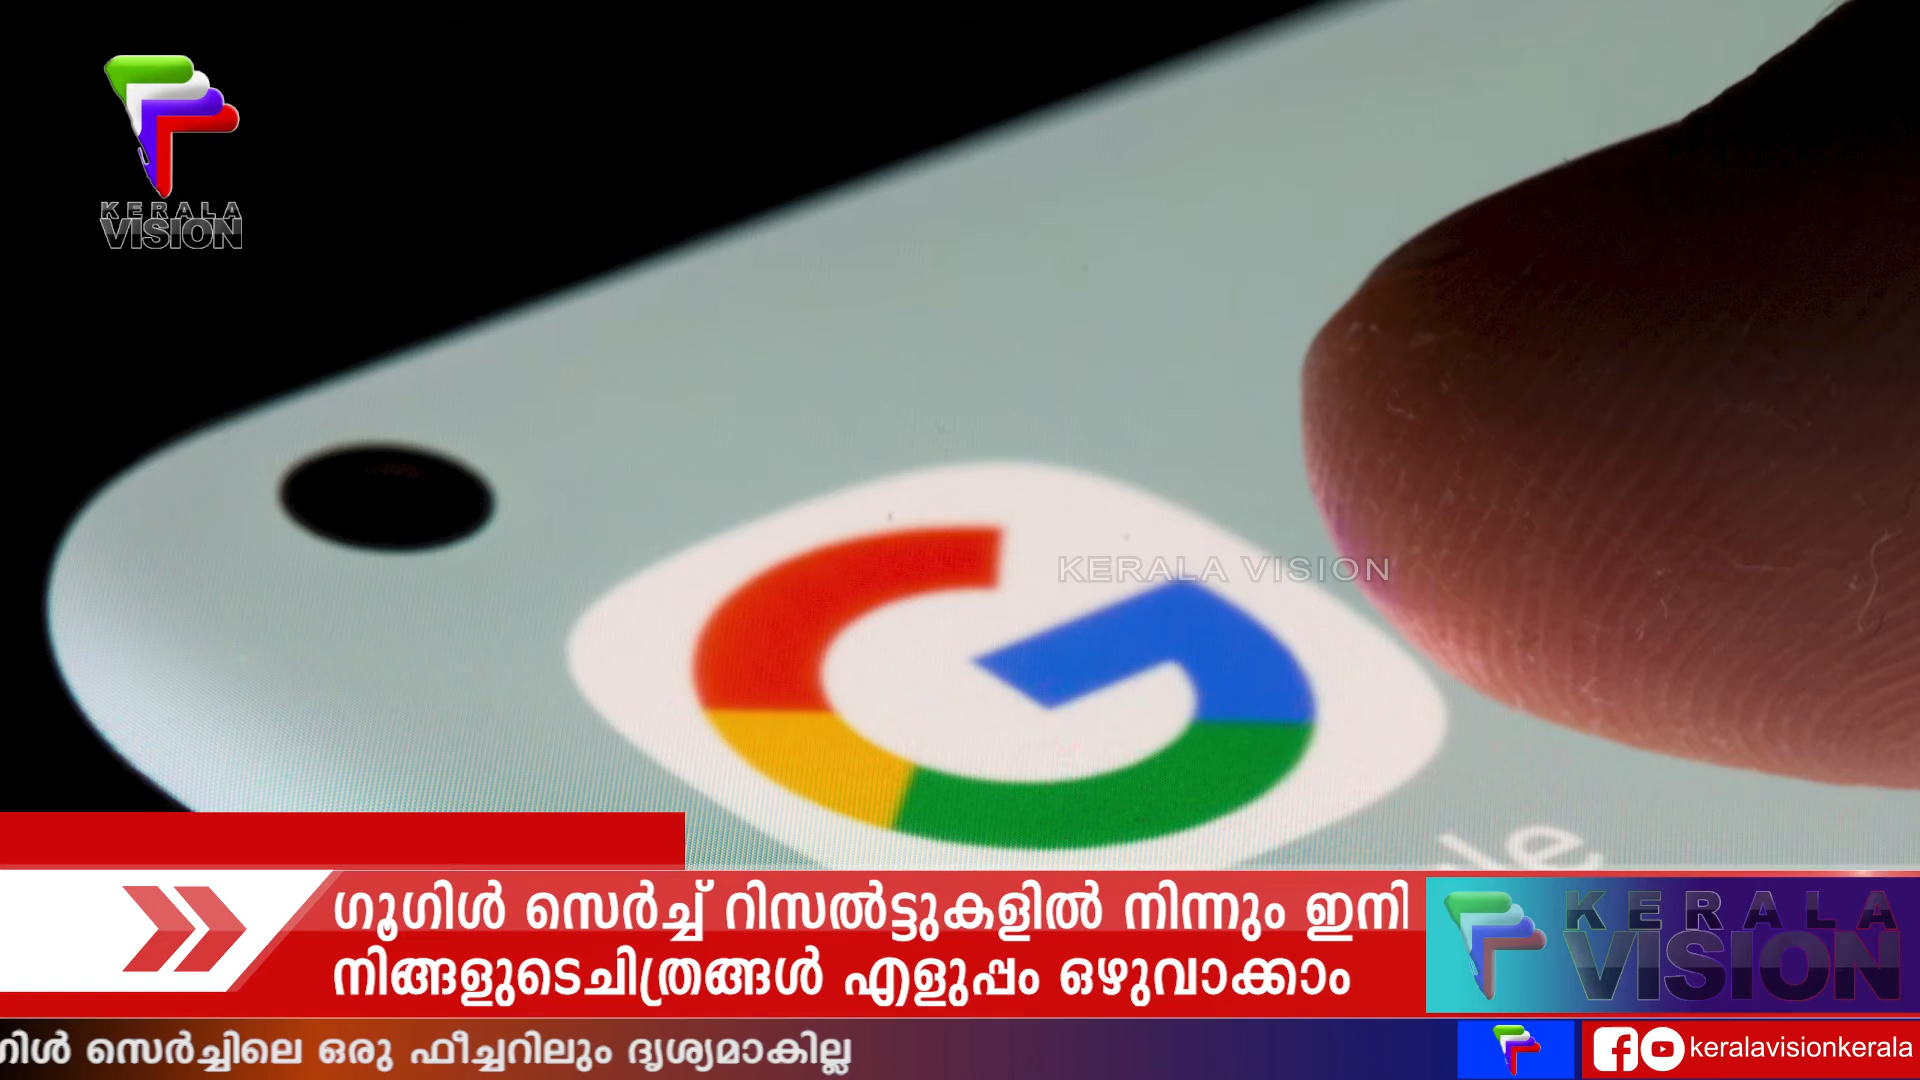 KERALA
VISION
KERALA VISION
le
ഗൂഗിൾ സെർച്ച് റിസൽട്ടുകളിൽ നിന്നും ഇനി
നിങ്ങളുടെചിത്രങ്ങൾ എളുപ്പം ഒഴുവാക്കാം
KERALA
VISION
ഗിൾ സെർച്ചിലെ ഒരു ഫീച്ചറിലും ദൃശ്യമാകില്ല
keralavisionkerala